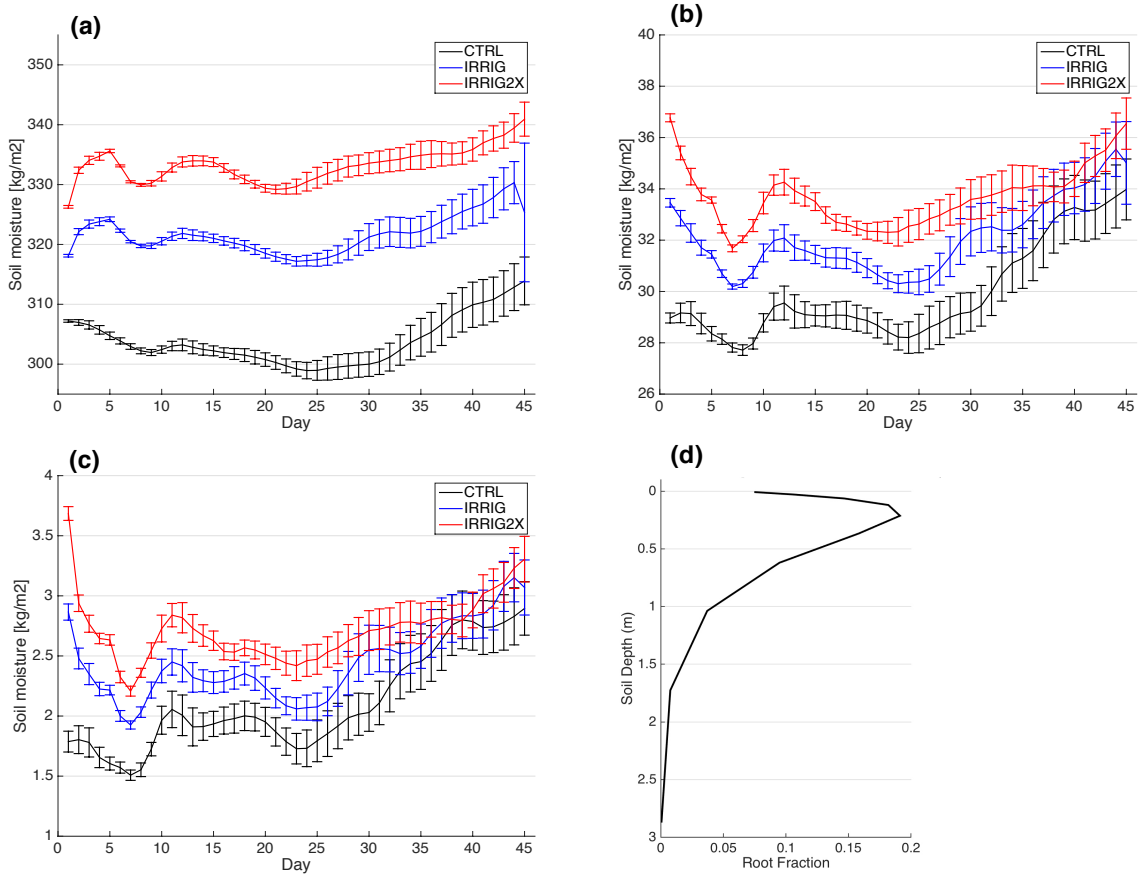 (a)
350
340
330
320
310
300
Soil moisture [kg/m2]
0 5 10 15 20 25 30 35 40 45
Day
CTRL
IRRIG
IRRIG2X
(b)
40
38
36
34
32
30
28
26
Soil moisture [kg/m2]
0 5 10 15 20 25 30 35 40 45
Day
CTRL
IRRIG
IRRIG2X
(c)
4
3.5
3
2.5
2
1.5
1
Soil moisture [kg/m2]
0 5 10 15 20 25 30 35 40 45
Day
CTRL
IRRIG
IRRIG2X
(d)
0
0.5
1
1.5
2
2.5
3
Soil Depth (m)
0 0.05 0.1 0.15 0.2
Root Fraction